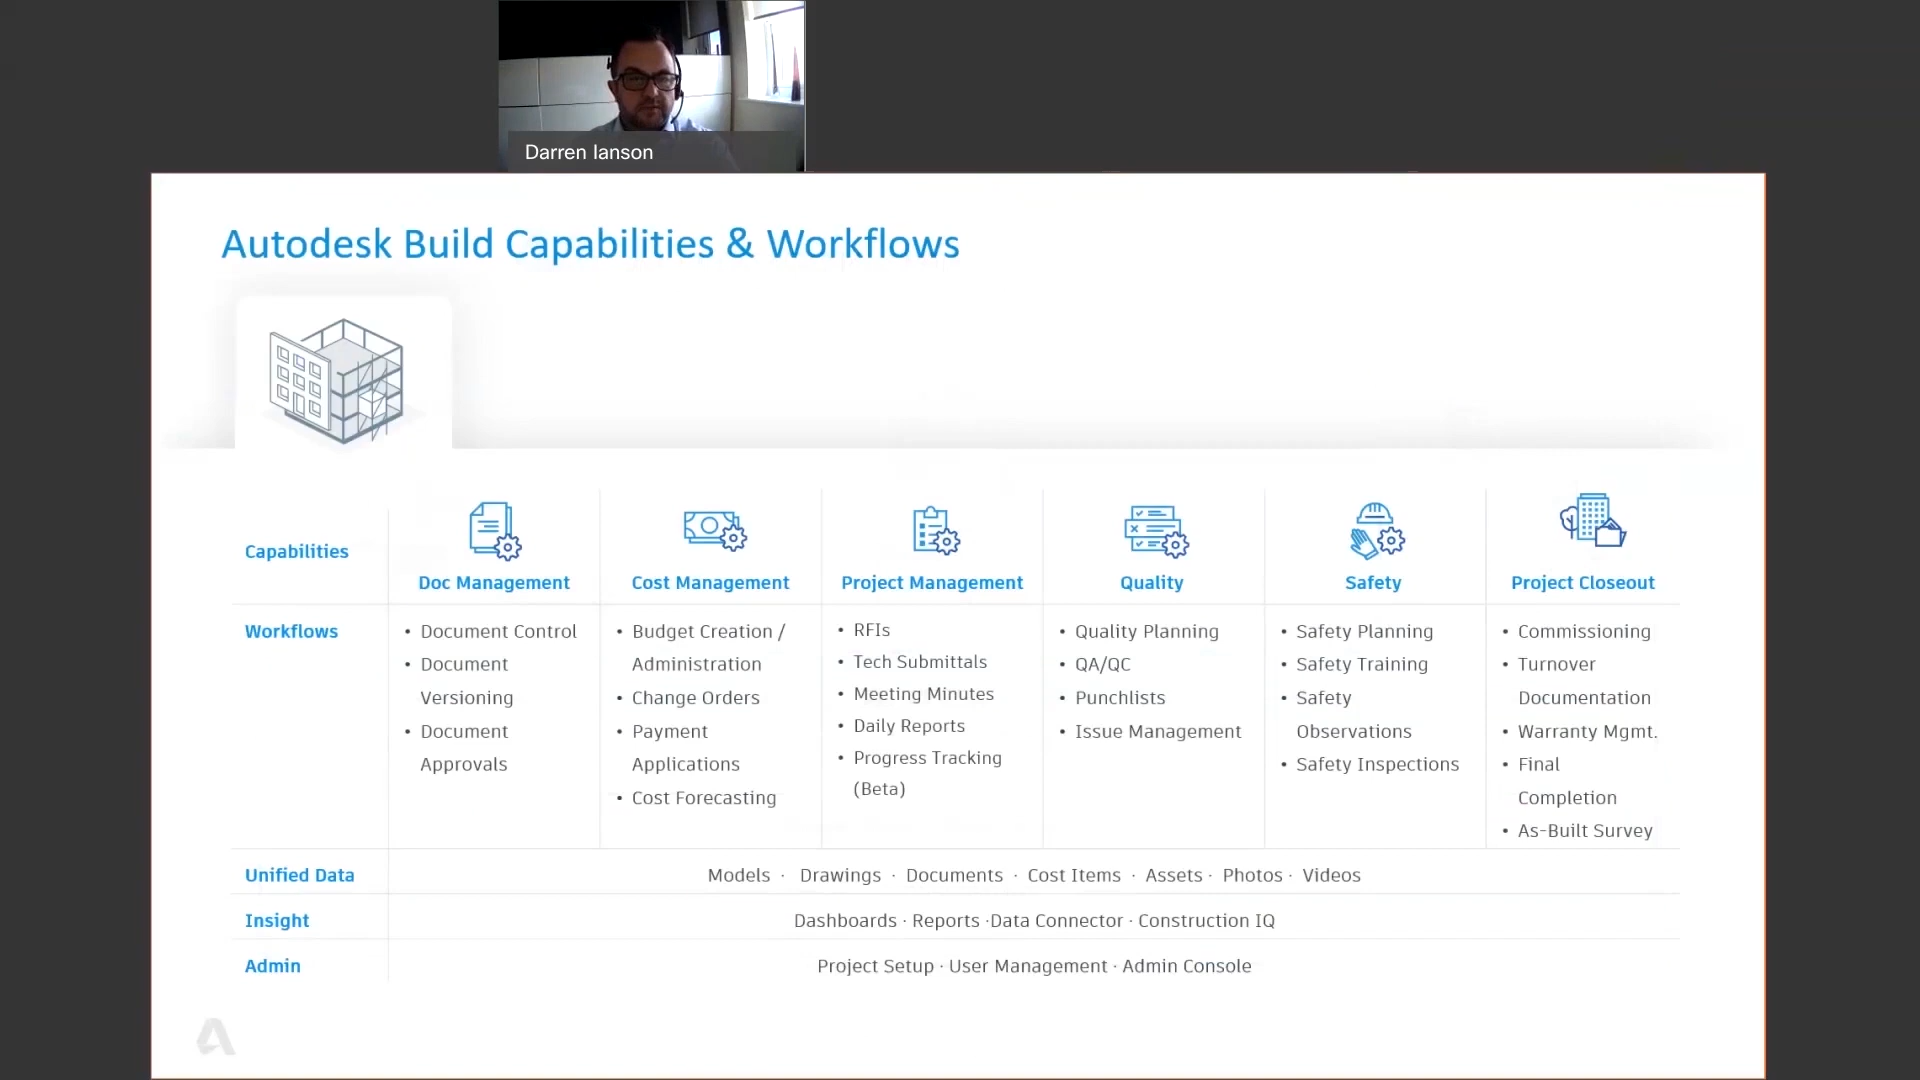 Darren Ianson
Autodesk Build Capabilities & Workflows
Capabilities
Doc Management
Cost Management
Project Management
Quality
Safety
Project Closeout
Workflows
• Document Control
• Document
Versioning
• Document
Approvals
• Budget Creation /
Administration
• Change Orders
• Payment
Applications
• Cost Forecasting
• RFIs
• Tech Submittals
• Meeting Minutes
• Daily Reports
• Progress Tracking
(Beta)
• Quality Planning
• QA/QC
• Punchlists
• Issue Management
• Safety Planning
• Safety Training
• Safety
Observations
• Safety Inspections
• Commissioning
• Turnover
Documentation
• Warranty Mgmt.
• Final
Completion
• As-Built Survey
Unified Data
Models · Drawings · Documents · Cost Items · Assets · Photos · Videos
Insight
Dashboards · Reports ·Data Connector · Construction IQ
Admin
Project Setup · User Management · Admin Console